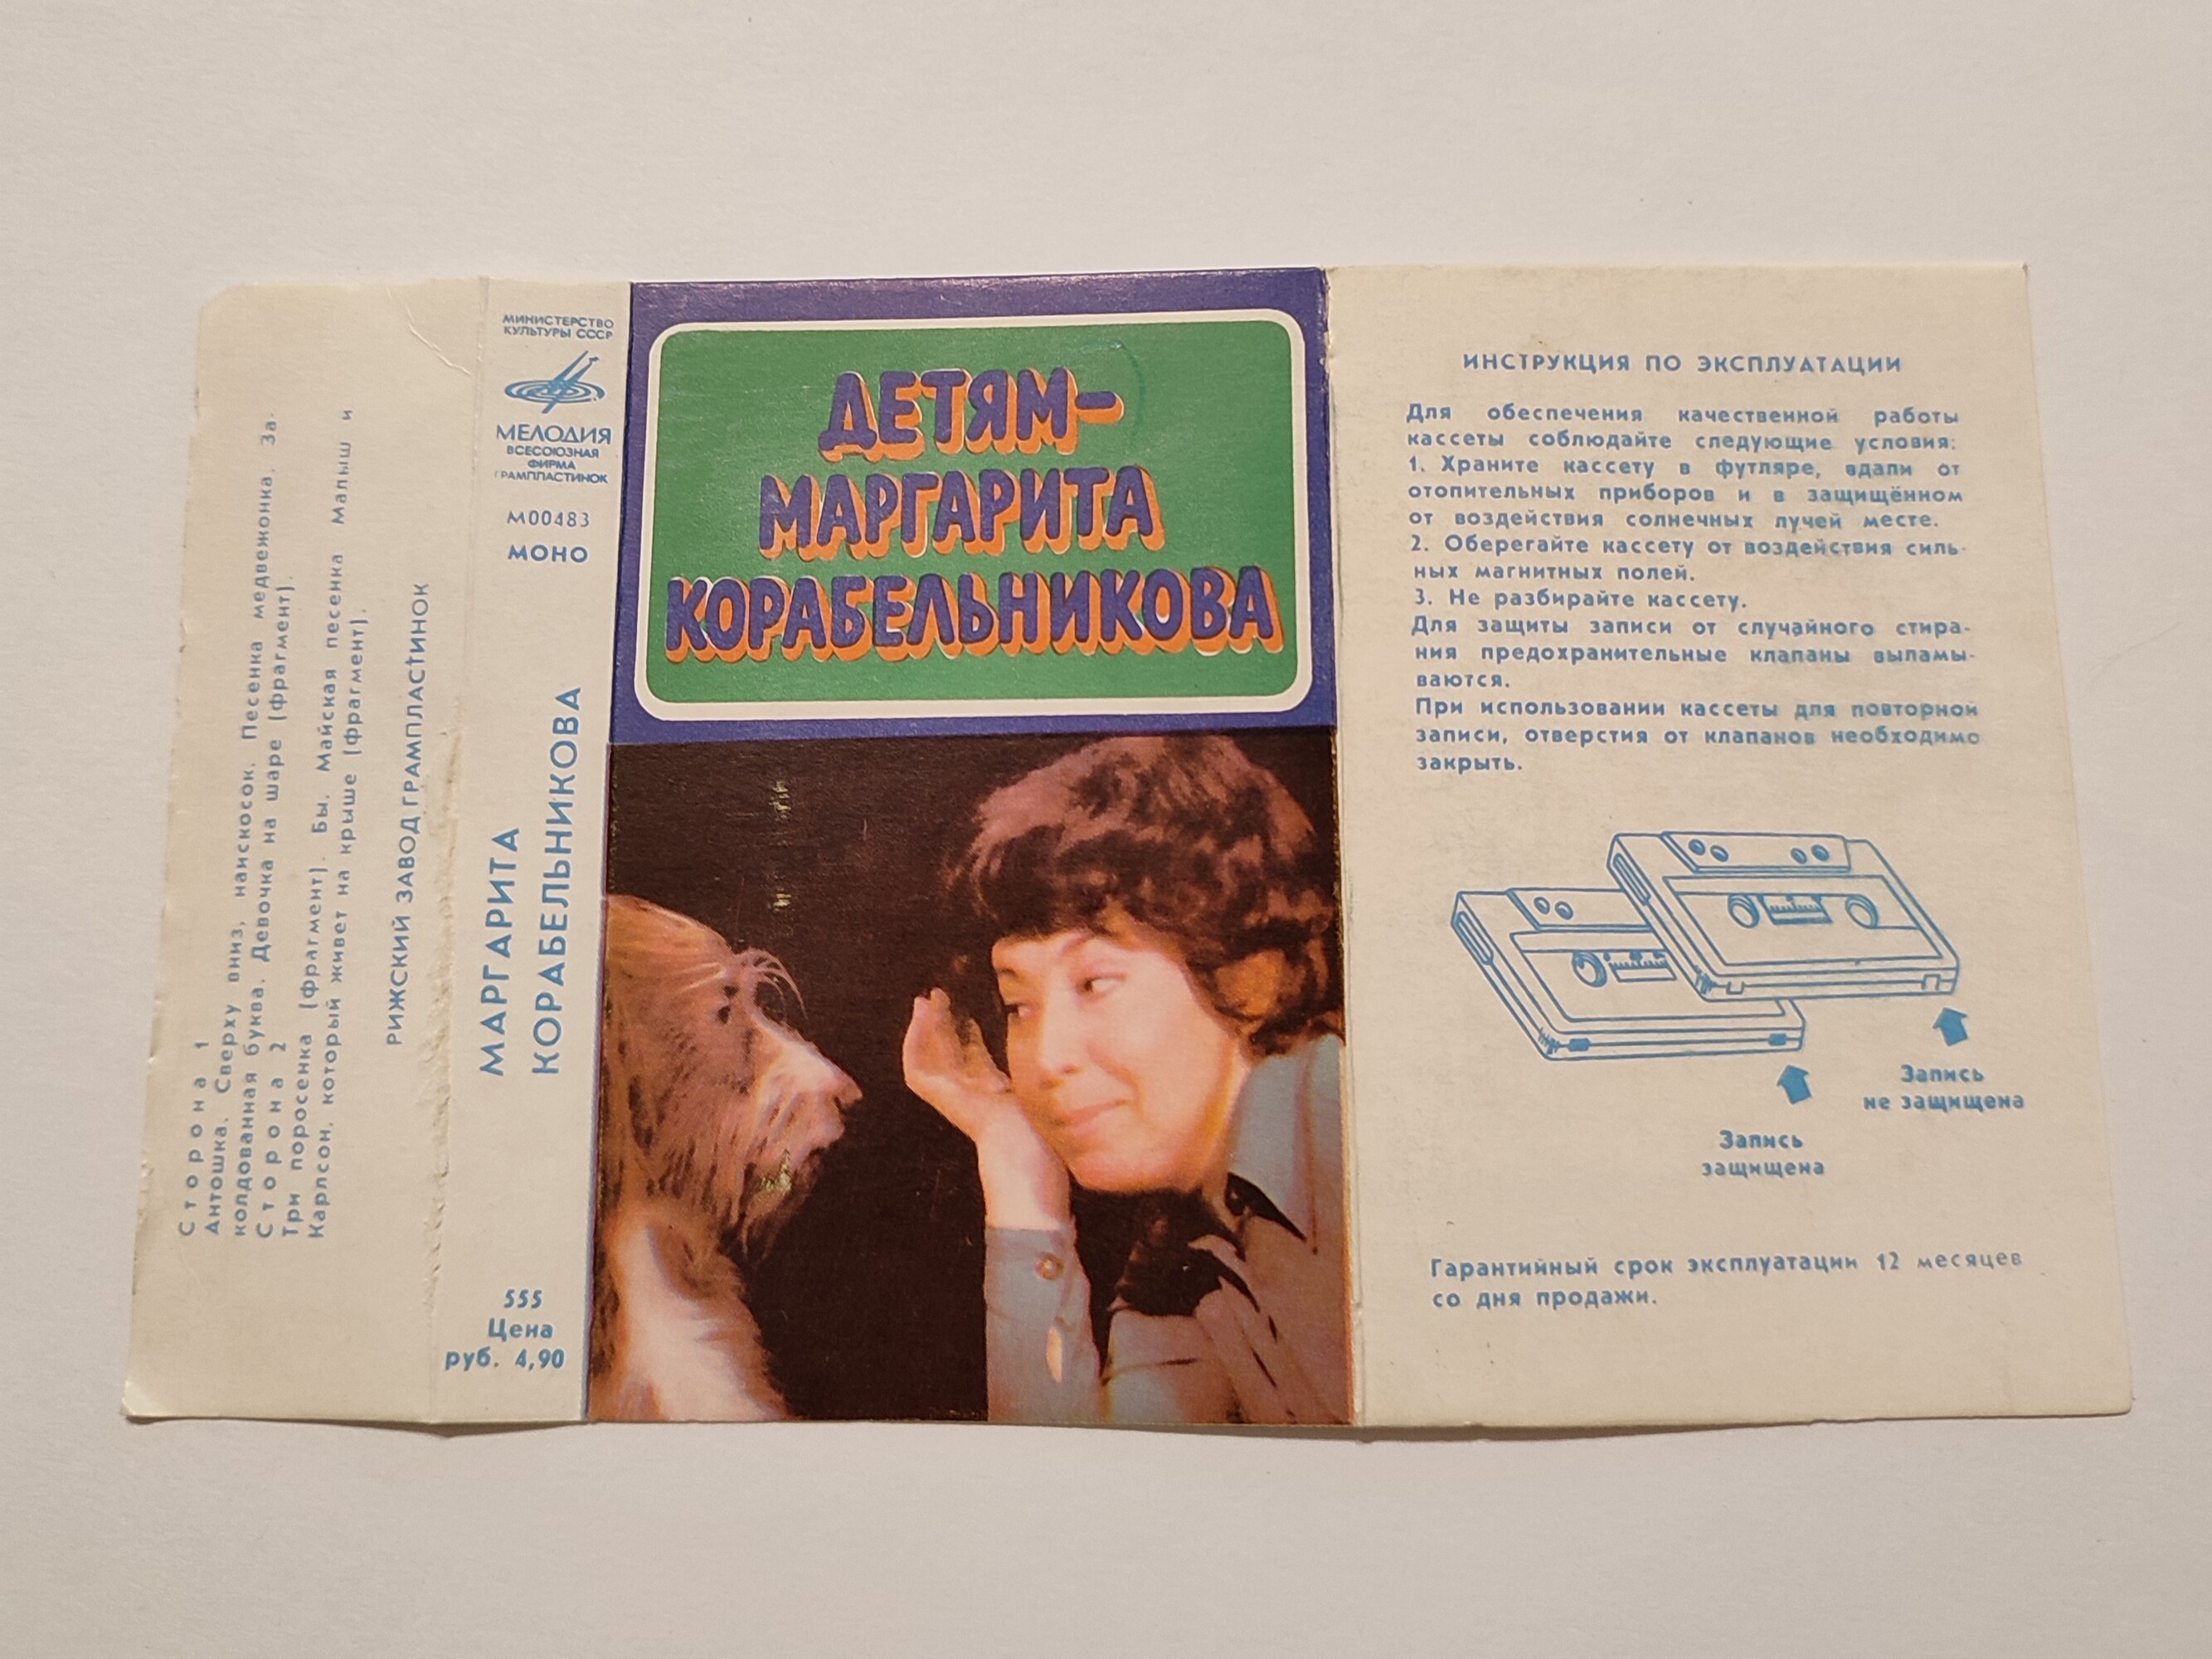 Сторона 1
Антошка. Сверху вниз, наискосок. Песенка медвежонка. За-
колдованная буква. Девочка на шаре (фрагмент).
Сторона 2
Три поросенка (фрагмент). Бы. Майская песенка Малыш и
Карлсон, который живет на крыше (фрагмент).
РИЖСКИЙ ЗАВОД ГРАМПЛАСТИНОК
МИНИСТЕРСТВО
КУЛЬТУРЫ СССР
МЕЛОДИЯ
ВСЕСОЮЗНАЯ
ФИРМА
ГРАМПЛАСТИНОК
М00483
МОНО
МАРГАРИТА
КОРАБЕЛЬНИКОВА
555
Цена
руб. 4,90
ДЕТЯМ-
МАРГАРИТА
КОРАБЕЛЬНИКОВА
ИНСТРУКЦИЯ ПО ЭКСПЛУАТАЦИИ
Для обеспечения качественной работы
кассеты соблюдайте следующие условия:
1. Храните кассету в футляре, вдали от
отопительных приборов и в защищённом
от воздействия солнечных лучей месте.
2. Оберегайте кассету от воздействия силь-
ных магнитных полей.
3. Не разбирайте кассету.
Для защиты записи от случайного стира-
ния предохранительные клапаны выламы-
ваются.
При использовании кассеты для повторной
записи, отверстия от клапанов необходимо
закрыть.
Запись
не защищена
Запись
защищена
Гарантийный срок эксплуатации 12 месяцев
со дня продажи.